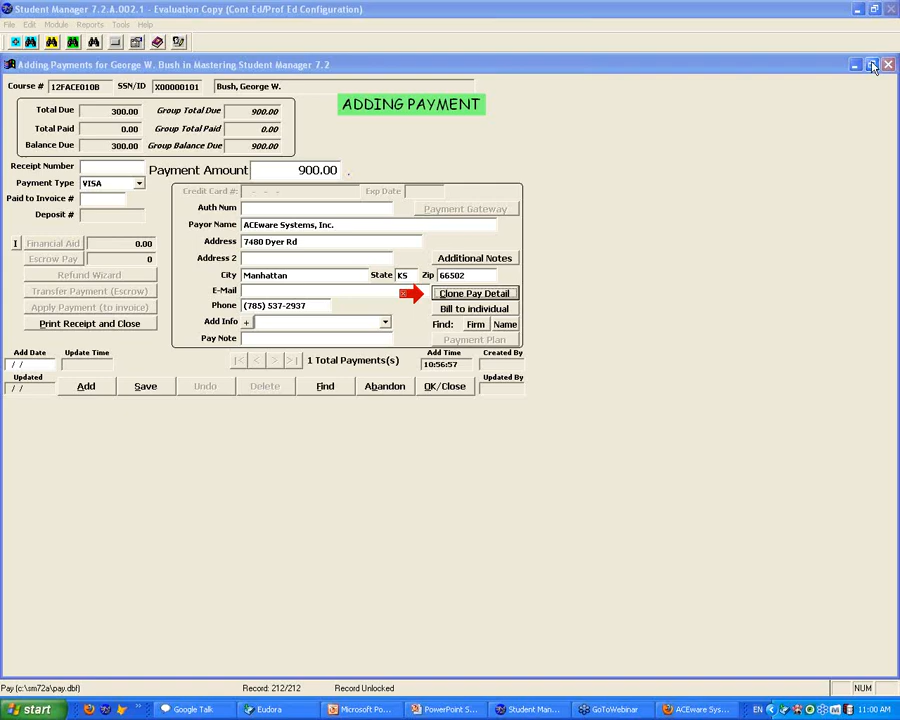 Student Manager 7.2.A.002.1 - Evaluation Copy (Cont Ed/Prof Ed Configuration)
File Edit Module Reports Tools Help
Adding Payments for George W. Bush in Mastering Student Manager 7.2
Course # 12FACE010B SSN/ID X00000101 Bush, George W.
ADDING PAYMENT
Total Due 300.00 Group Total Due 900.00
Total Paid 0.00 Group Total Paid 0.00
Balance Due 300.00 Group Balance Due 900.00
Receipt Number Payment Amount 900.00 .
Payment Type VISA Credit Card #: - - - Exp Date
Paid to Invoice # Auth Num Payment Gateway
Deposit # Payor Name ACEware Systems, Inc.
I Financial Aid 0.00 Address 7480 Dyer Rd
Escrow Pay 0 Address 2 Additional Notes
Refund Wizard City Manhattan State KS Zip 66502
Transfer Payment (Escrow) E-Mail Clone Pay Detail
Apply Payment (to invoice) Phone (785) 537-2937 Bill to individual
Print Receipt and Close Add Info + Find: Firm Name
Pay Note Payment Plan
Add Date Update Time |< < > >| 1 Total Payments(s) Add Time Created By
/ / 10:56:57
Updated Updated By
/ / Add Save Undo Delete Find Abandon OK/Close
Pay (c:\sm72a\pay.dbf) Record: 212/212 Record Unlocked NUM
start Google Talk Eudora Microsoft Po... PowerPoint S... Student Man... GoToWebinar ACEware Sys... EN 11:00 AM